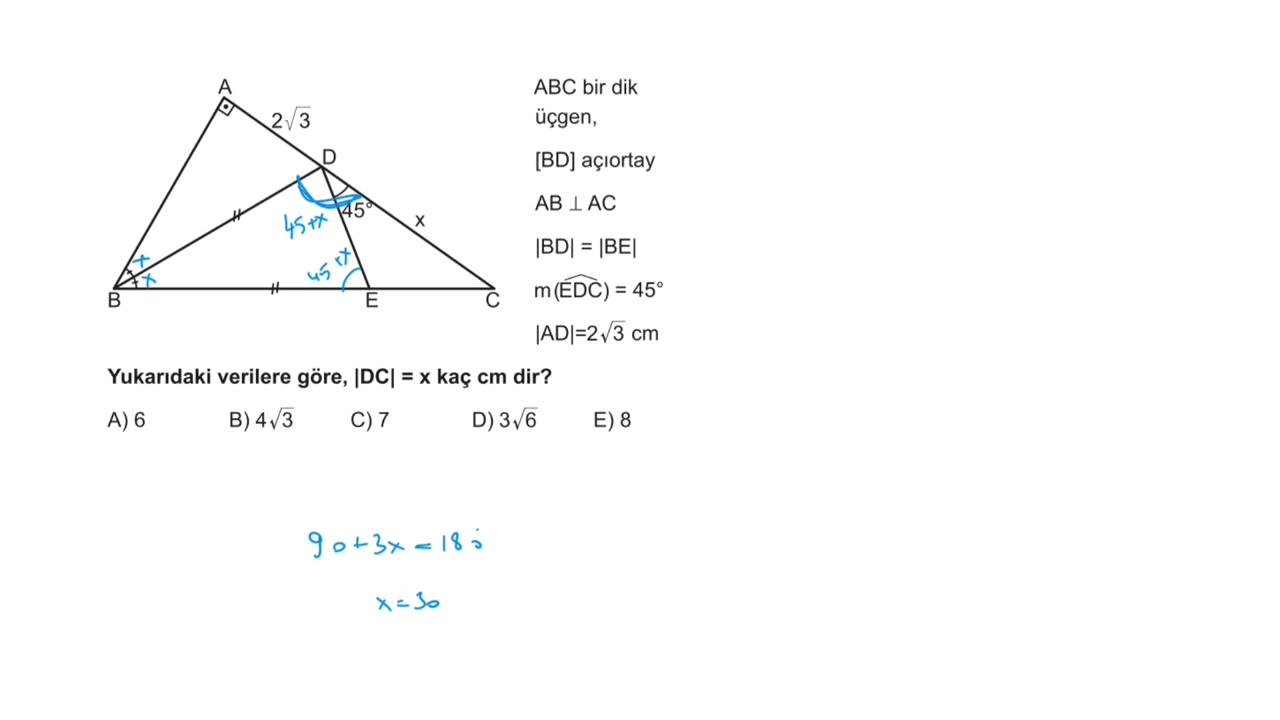 A
2√3
D
45°
x
45+x
45+x
x
x
B
E
C
ABC bir dik
üçgen,
[BD] açıortay
AB ⊥ AC
|BD| = |BE|
m(EDC) = 45°
|AD|=2√3 cm
Yukarıdaki verilere göre, |DC| = x kaç cm dir?
A) 6 B) 4√3 C) 7 D) 3√6 E) 8
90+3x=180
x=30